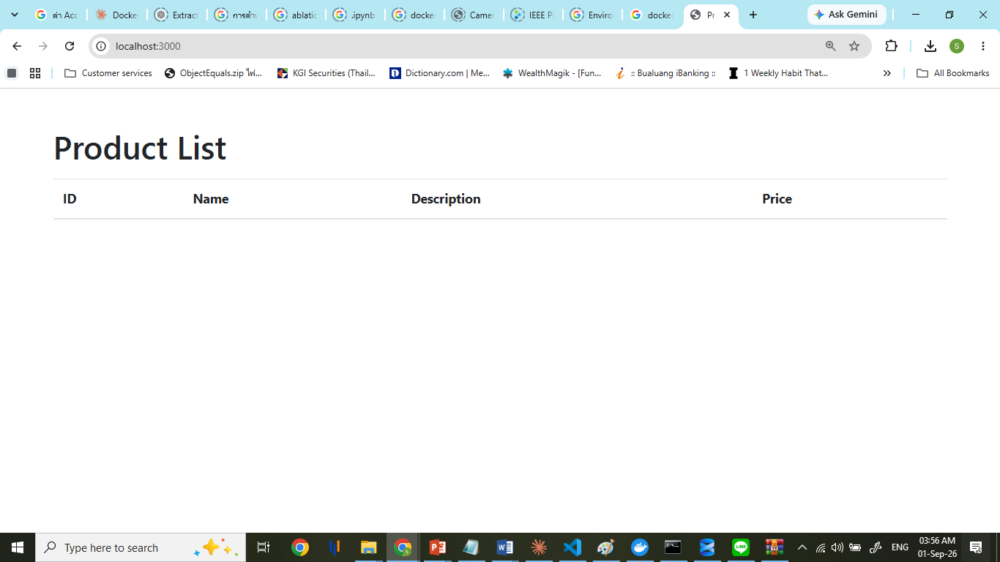 ค่า Acc
Docke
Extract
การคำน
ablatio
.ipynb
docke
Camer
IEEE P
Enviro
docke
Pr
Ask Gemini
localhost:3000
S
Customer services
ObjectEquals.zip ไฟ...
KGI Securities (Thail...
Dictionary.com | Me...
WealthMagik - [Fun...
:: Bualuang iBanking ::
1 Weekly Habit That...
All Bookmarks
Product List
ID Name Description Price
Type here to search
ENG
03:56 AM
01-Sep-26